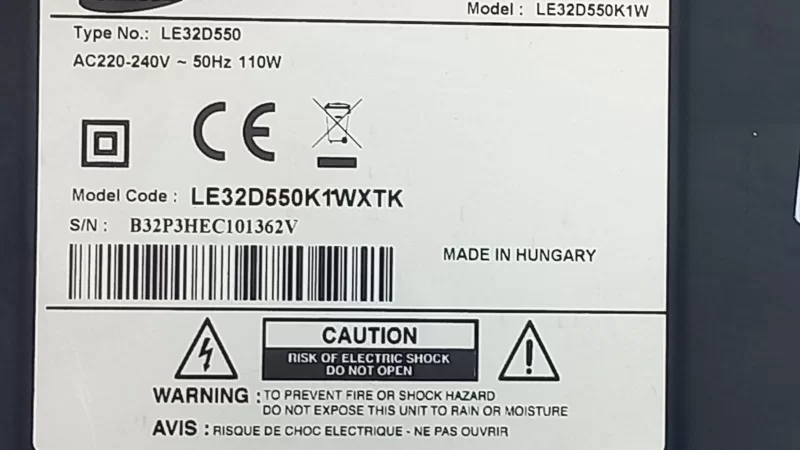 Model : LE32D550K1W
Type No.: LE32D550
AC220-240V ~ 50Hz 110W
CE
Model Code : LE32D550K1WXTK
S/N : B32P3HEC101362V
MADE IN HUNGARY
CAUTION
RISK OF ELECTRIC SHOCK
DO NOT OPEN
WARNING : TO PREVENT FIRE OR SHOCK HAZARD
DO NOT EXPOSE THIS UNIT TO RAIN OR MOISTURE
AVIS : RISQUE DE CHOC ELECTRIQUE - NE PAS OUVRIR